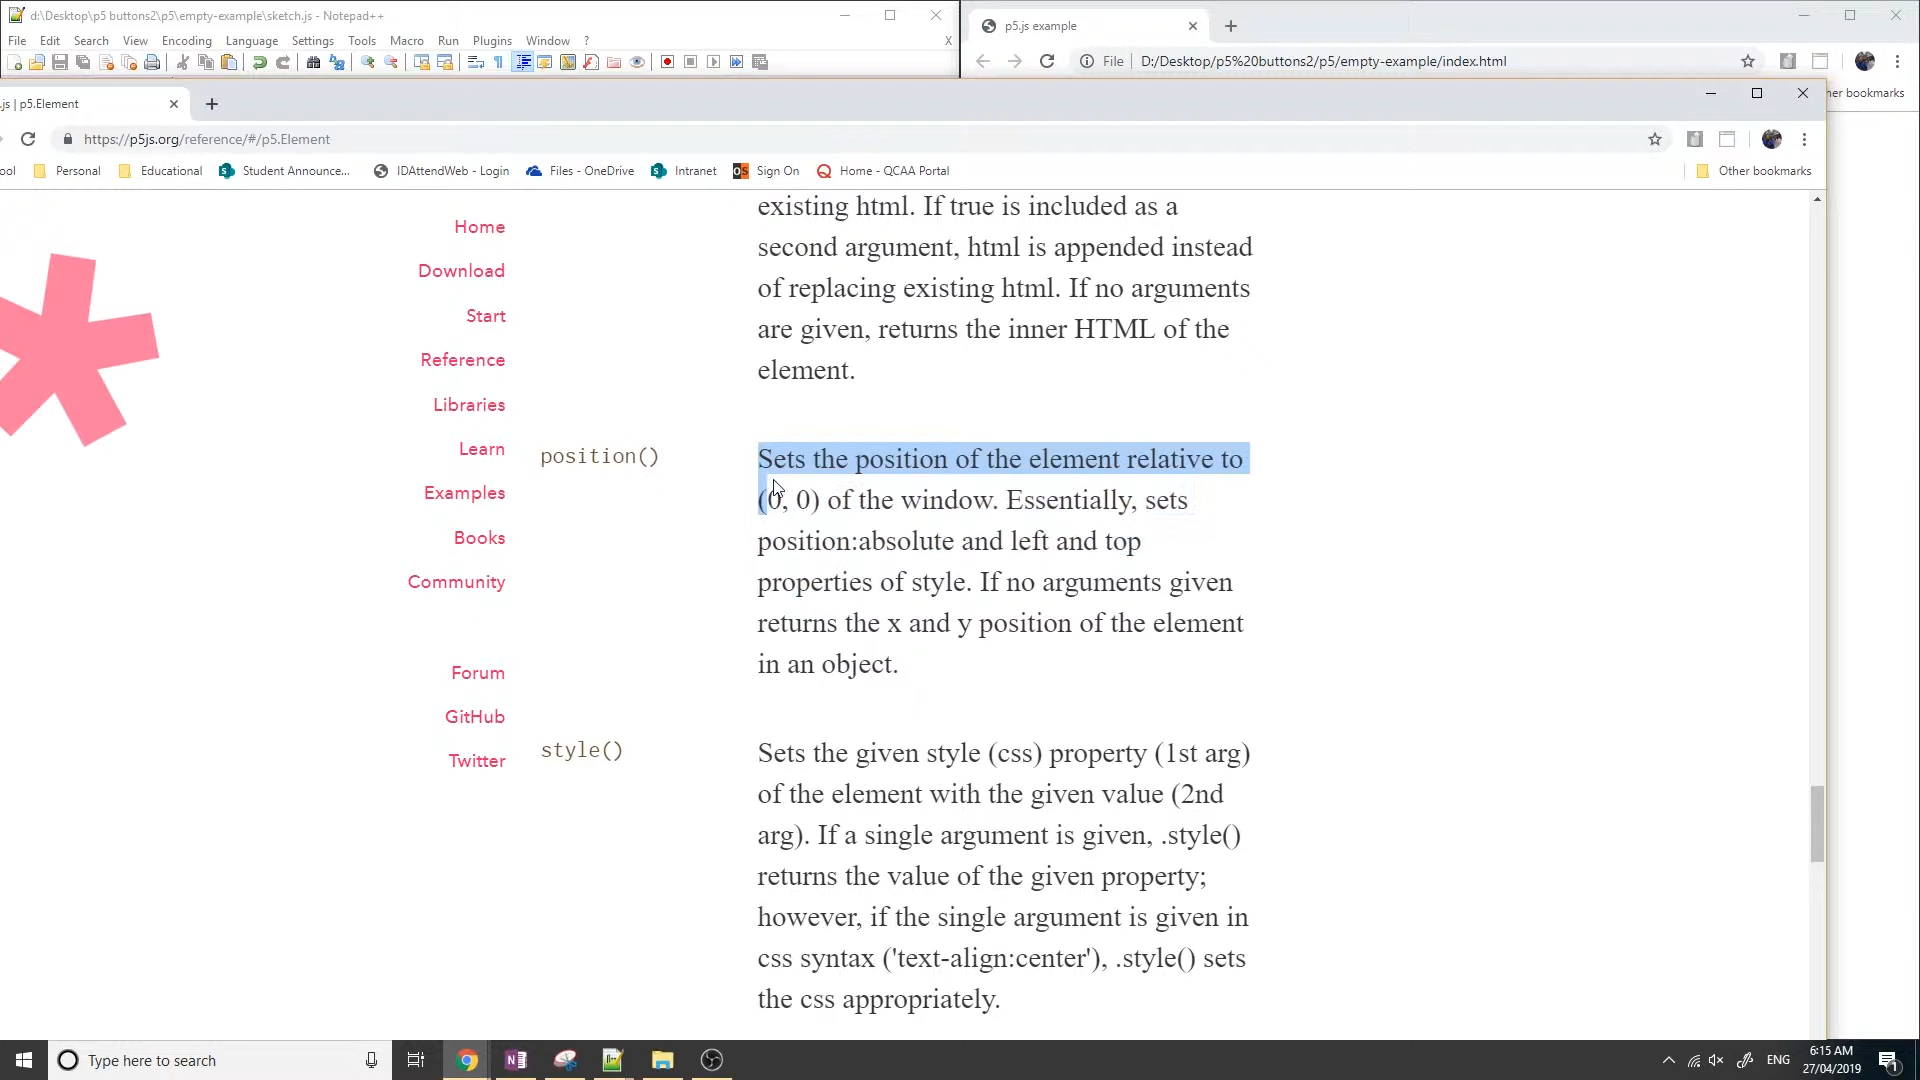 d:\Desktop\p5 buttons2\p5\empty-example\sketch.js - Notepad++
File Edit Search View Encoding Language Settings Tools Macro Run Plugins Window ? X
p5.js example
File D:/Desktop/p5%20buttons2/p5/empty-example/index.html
her bookmarks
.js | p5.Element
https://p5js.org/reference/#/p5.Element
ool Personal Educational Student Announce... IDAttendWeb - Login Files - OneDrive Intranet OS Sign On Home - QCAA Portal Other bookmarks
Home
Download
Start
Reference
Libraries
Learn
Examples
Books
Community
Forum
GitHub
Twitter
existing html. If true is included as a
second argument, html is appended instead
of replacing existing html. If no arguments
are given, returns the inner HTML of the
element.
position()
Sets the position of the element relative to
(0, 0) of the window. Essentially, sets
position:absolute and left and top
properties of style. If no arguments given
returns the x and y position of the element
in an object.
style()
Sets the given style (css) property (1st arg)
of the element with the given value (2nd
arg). If a single argument is given, .style()
returns the value of the given property;
however, if the single argument is given in
css syntax ('text-align:center'), .style() sets
the css appropriately.
Type here to search
ENG
6:15 AM
27/04/2019
1